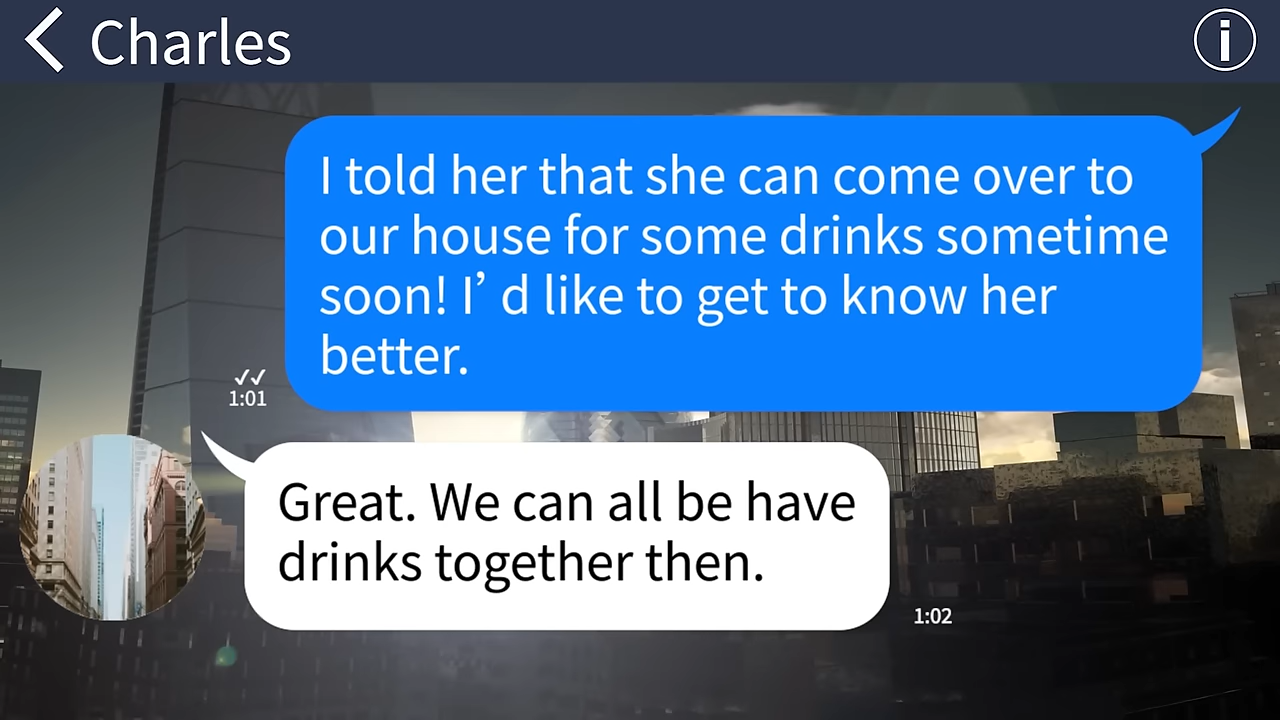 Charles
I told her that she can come over to
our house for some drinks sometime
soon! I’d like to get to know her
better.
1:01
Great. We can all be have
drinks together then.
1:02